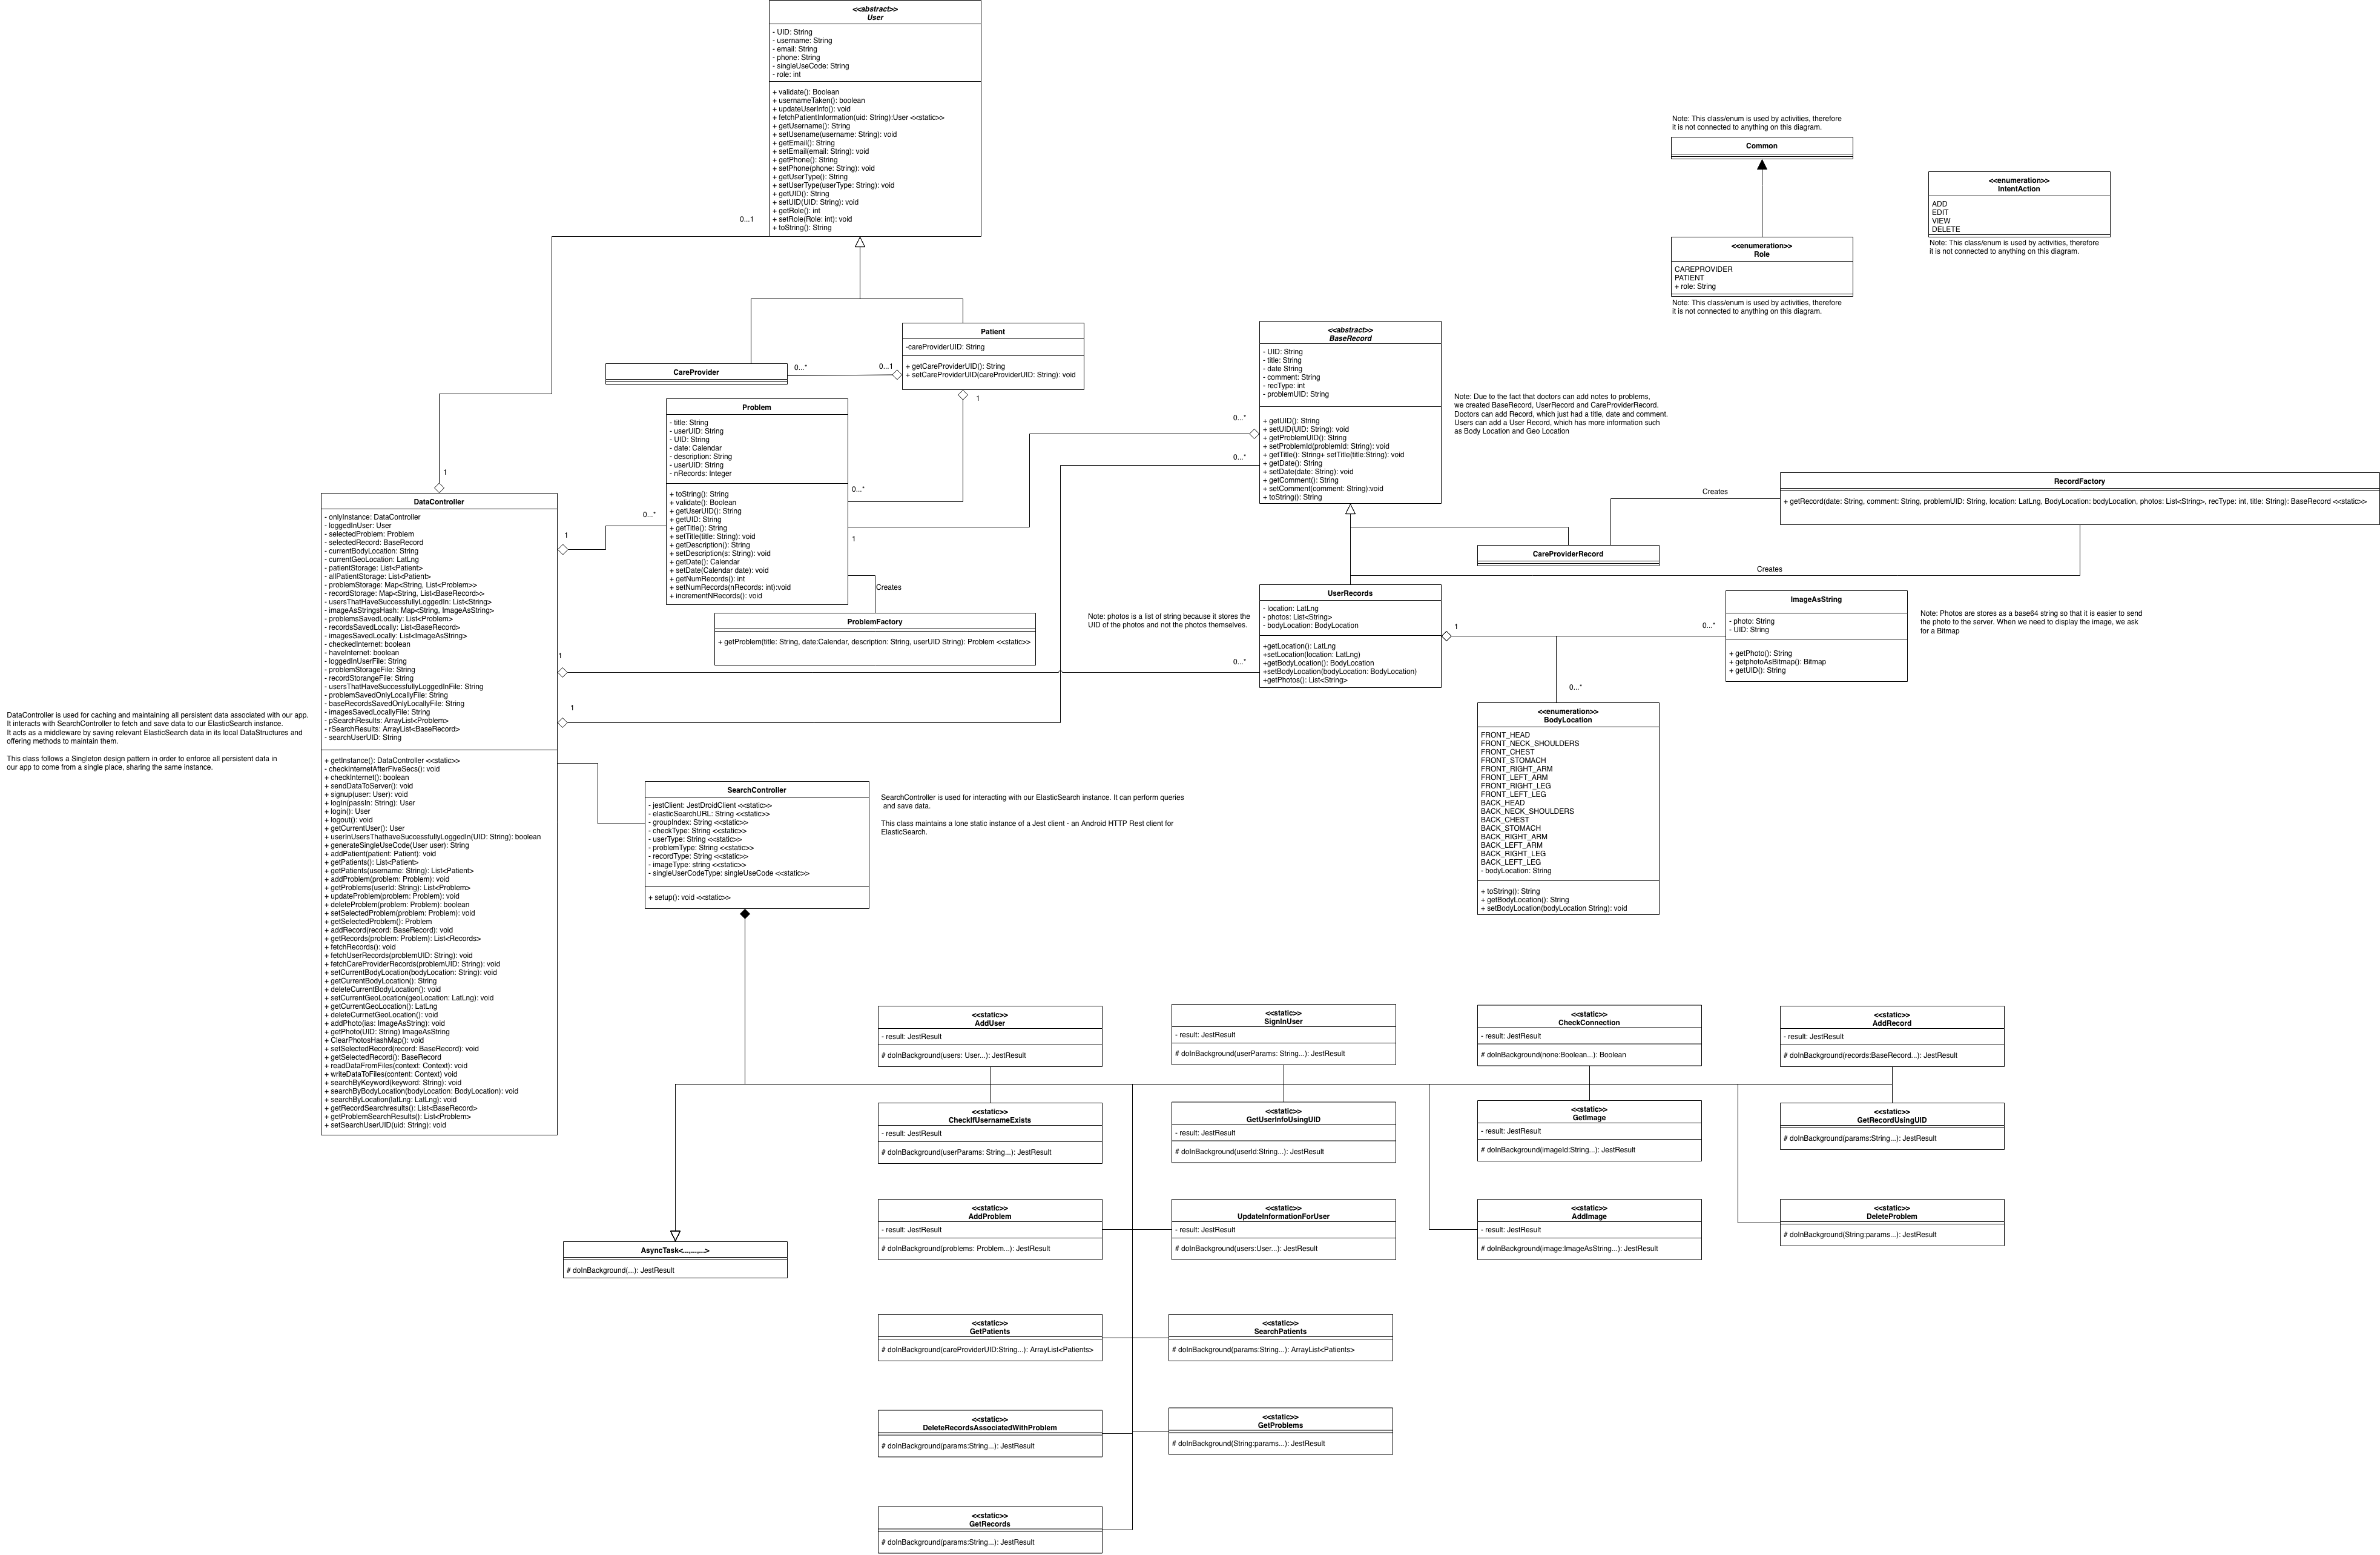 <<abstract>>
User
- UID: String
- username: String
- email: String
- phone: String
- singleUseCode: String
- role: int
+ validate(): Boolean
+ usernameTaken(): boolean
+ updateUserInfo(): void
+ fetchPatientInformation(uid: String):User <<static>>
+ getUsername(): String
+ setUsename(username: String): void
+ getEmail(): String
+ setEmail(email: String): void
+ getPhone(): String
+ setPhone(phone: String): void
+ getUserType(): String
+ setUserType(userType: String): void
+ getUID(): String
+ setUID(UID: String): void
+ getRole(): int
+ setRole(Role: int): void
+ toString(): String
0...1
Note: This class/enum is used by activities, therefore
it is not connected to anything on this diagram.
Common
<<enumeration>>
Role
CAREPROVIDER
PATIENT
+ role: String
Note: This class/enum is used by activities, therefore
it is not connected to anything on this diagram.
<<enumeration>>
IntentAction
ADD
EDIT
VIEW
DELETE
Note: This class/enum is used by activities, therefore
it is not connected to anything on this diagram.
Patient
-careProviderUID: String
+ getCareProviderUID(): String
+ setCareProviderUID(careProviderUID: String): void
CareProvider
0...*
0...1
1
Problem
- title: String
- userUID: String
- UID: String
- date: Calendar
- description: String
- userUID: String
- nRecords: Integer
+ toString(): String
+ validate(): Boolean
+ getUserUID(): String
+ getUID: String
+ getTitle(): String
+ setTitle(title: String): void
+ getDescription(): String
+ setDescription(s: String): void
+ getDate(): Calendar
+ setDate(Calendar date): void
+ getNumRecords(): int
+ setNumRecords(nRecords: int):void
+ incrementNRecords(): void
0...*
0...*
1
Creates
ProblemFactory
+ getProblem(title: String, date:Calendar, description: String, userUID String): Problem <<static>>
<<abstract>>
BaseRecord
- UID: String
- title: String
- date String
- comment: String
- recType: int
- problemUID: String
+ getUID(): String
+ setUID(UID: String): void
+ getProblemUID(): String
+ setProblemId(problemId: String): void
+ getTitle(): String+ setTitle(title:String): void
+ getDate(): String
+ setDate(date: String): void
+ getComment(): String
+ setComment(comment: String):void
+ toString(): String
0...*
0...*
Note: Due to the fact that doctors can add notes to problems,
we created BaseRecord, UserRecord and CareProviderRecord.
Doctors can add Record, which just had a title, date and comment.
Users can add a User Record, which has more information such
as Body Location and Geo Location
RecordFactory
+ getRecord(date: String, comment: String, problemUID: String, location: LatLng, BodyLocation: bodyLocation, photos: List<String>, recType: int, title: String): BaseRecord <<static>>
Creates
CareProviderRecord
Creates
UserRecords
- location: LatLng
- photos: List<String>
- bodyLocation: BodyLocation
+getLocation(): LatLng
+setLocation(location: LatLng)
+getBodyLocation(): BodyLocation
+setBodyLocation(bodyLocation: BodyLocation)
+getPhotos(): List<String>
Note: photos is a list of string because it stores the
UID of the photos and not the photos themselves.
0...*
1
0...*
0...*
ImageAsString
- photo: String
- UID: String
+ getPhoto(): String
+ getphotoAsBitmap(): Bitmap
+ getUID(): String
Note: Photos are stores as a base64 string so that it is easier to send
the photo to the server. When we need to display the image, we ask
for a Bitmap
<<enumeration>>
BodyLocation
FRONT_HEAD
FRONT_NECK_SHOULDERS
FRONT_CHEST
FRONT_STOMACH
FRONT_RIGHT_ARM
FRONT_LEFT_ARM
FRONT_RIGHT_LEG
FRONT_LEFT_LEG
BACK_HEAD
BACK_NECK_SHOULDERS
BACK_CHEST
BACK_STOMACH
BACK_RIGHT_ARM
BACK_LEFT_ARM
BACK_RIGHT_LEG
BACK_LEFT_LEG
- bodyLocation: String
+ toString(): String
+ getBodyLocation(): String
+ setBodyLocation(bodyLocation String): void
1
DataController
- onlyInstance: DataController
- loggedInUser: User
- selectedProblem: Problem
- selectedRecord: BaseRecord
- currentBodyLocation: String
- currentGeoLocation: LatLng
- patientStorage: List<Patient>
- allPatientStorage: List<Patient>
- problemStorage: Map<String, List<Problem>>
- recordStorage: Map<String, List<BaseRecord>>
- usersThatHaveSuccessfullyLoggedIn: List<String>
- imageAsStringsHash: Map<String, ImageAsString>
- problemsSavedLocally: List<Problem>
- recordsSavedLocally: List<BaseRecord>
- imagesSavedLocally: List<ImageAsString>
- checkedInternet: boolean
- haveInternet: boolean
- loggedInUserFile: String
- problemStorageFile: String
- recordStorangeFile: String
- usersThatHaveSuccessfullyLoggedInFile: String
- problemSavedOnlyLocallyFile: String
- baseRecordsSavedOnlyLocallyFile: String
- imagesSavedLocallyFile: String
- pSearchResults: ArrayList<Problem>
- rSearchResults: ArrayList<BaseRecord>
- searchUserUID: String
+ getInstance(): DataController <<static>>
- checkInternetAfterFiveSecs(): void
+ checkInternet(): boolean
+ sendDataToServer(): void
+ signup(user: User): void
+ logIn(passIn: String): User
+ login(): User
+ logout(): void
+ getCurrentUser(): User
+ userInUsersThathaveSuccessfullyLoggedIn(UID: String): boolean
+ generateSingleUseCode(User user): String
+ addPatient(patient: Patient): void
+ getPatients(): List<Patient>
+ getPatients(username: String): List<Patient>
+ addProblem(problem: Problem): void
+ getProblems(userId: String): List<Problem>
+ updateProblem(problem: Problem): void
+ deleteProblem(problem: Problem): boolean
+ setSelectedProblem(problem: Problem): void
+ getSelectedProblem(): Problem
+ addRecord(record: BaseRecord): void
+ getRecords(problem: Problem): List<Records>
+ fetchRecords(): void
+ fetchUserRecords(problemUID: String): void
+ fetchCareProviderRecords(problemUID: String): void
+ setCurrentBodyLocation(bodyLocation: String): void
+ getCurrentBodyLocation(): String
+ deleteCurrentBodyLocation(): void
+ setCurrentGeoLocation(geoLocation: LatLng): void
+ getCurrentGeoLocation(): LatLng
+ deleteCurrnetGeoLocation(): void
+ addPhoto(ias: ImageAsString): void
+ getPhoto(UID: String) ImageAsString
+ ClearPhotosHashMap(): void
+ setSelectedRecord(record: BaseRecord): void
+ getSelectedRecord(): BaseRecord
+ readDataFromFiles(context: Context): void
+ writeDataToFiles(content: Context) void
+ searchByKeyword(keyword: String): void
+ searchByBodyLocation(bodyLocation: BodyLocation): void
+ searchByLocation(latLng: LatLng): void
+ getRecordSearchresults(): List<BaseRecord>
+ getProblemSearchResults(): List<Problem>
+ setSearchUserUID(uid: String): void
1
1
1
DataController is used for caching and maintaining all persistent data associated with our app.
It interacts with SearchController to fetch and save data to our ElasticSearch instance.
It acts as a middleware by saving relevant ElasticSearch data in its local DataStructures and
offering methods to maintain them.
This class follows a Singleton design pattern in order to enforce all persistent data in
our app to come from a single place, sharing the same instance.
SearchController
- jestClient: JestDroidClient <<static>>
- elasticSearchURL: String <<static>>
- groupIndex: String <<static>>
- checkType: String <<static>>
- userType: String <<static>>
- problemType: String <<static>>
- recordType: String <<static>>
- imageType: string <<static>>
- singleUserCodeType: singleUseCode <<static>>
+ setup(): void <<static>>
SearchController is used for interacting with our ElasticSearch instance. It can perform queries
and save data.
This class maintains a lone static instance of a Jest client - an Android HTTP Rest client for
ElasticSearch.
<<static>>
AddUser
- result: JestResult
# doInBackground(users: User...): JestResult
<<static>>
SignInUser
- result: JestResult
# doInBackground(userParams: String...): JestResult
<<static>>
CheckConnection
- result: JestResult
# doInBackground(none:Boolean...): Boolean
<<static>>
AddRecord
- result: JestResult
# doInBackground(records:BaseRecord...): JestResult
<<static>>
CheckIfUsernameExists
- result: JestResult
# doInBackground(userParams: String...): JestResult
<<static>>
GetUserInfoUsingUID
- result: JestResult
# doInBackground(userId:String...): JestResult
<<static>>
GetImage
- result: JestResult
# doInBackground(imageId:String...): JestResult
<<static>>
GetRecordUsingUID
# doInBackground(params:String...): JestResult
<<static>>
AddProblem
- result: JestResult
# doInBackground(problems: Problem...): JestResult
<<static>>
UpdateInformationForUser
- result: JestResult
# doInBackground(users:User...): JestResult
<<static>>
AddImage
- result: JestResult
# doInBackground(image:ImageAsString...): JestResult
<<static>>
DeleteProblem
# doInBackground(String:params...): JestResult
AsyncTask<...,...,...>
# doInBackground(...): JestResult
<<static>>
GetPatients
# doInBackground(careProviderUID:String...): ArrayList<Patients>
<<static>>
SearchPatients
# doInBackground(params:String...): ArrayList<Patients>
<<static>>
DeleteRecordsAssociatedWithProblem
# doInBackground(params:String...): JestResult
<<static>>
GetProblems
# doInBackground(String:params...): JestResult
<<static>>
GetRecords
# doInBackground(params:String...): JestResult